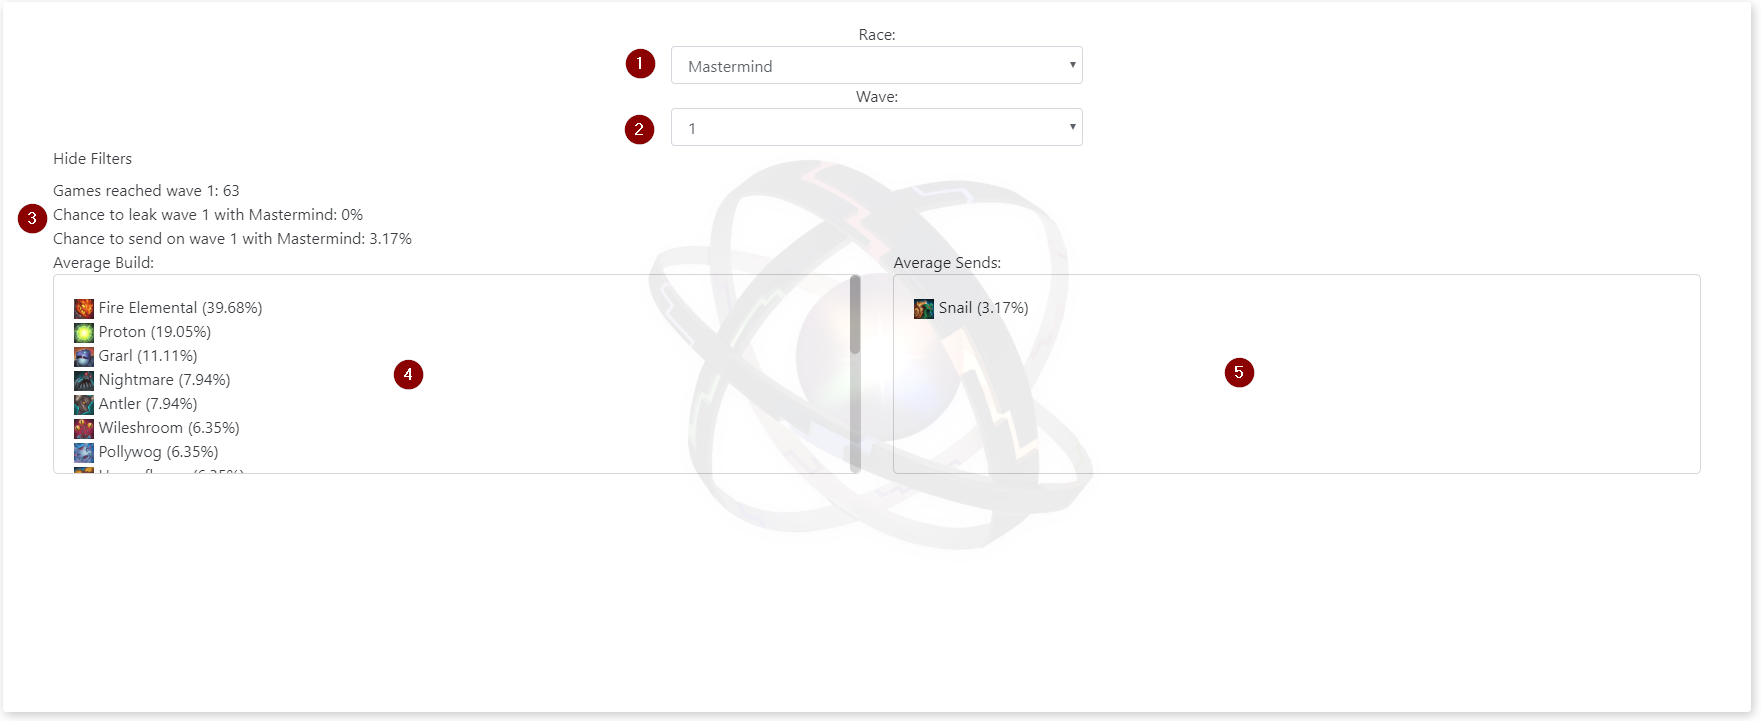 Race:
1
Mastermind
Wave:
2
1
Hide Filters
Games reached wave 1: 63
3
Chance to leak wave 1 with Mastermind: 0%
Chance to send on wave 1 with Mastermind: 3.17%
Average Build:
Fire Elemental (39.68%)
Proton (19.05%)
Grarl (11.11%)
Nightmare (7.94%)
Antler (7.94%)
Wileshroom (6.35%)
Pollywog (6.35%)
4
Average Sends:
Snail (3.17%)
5